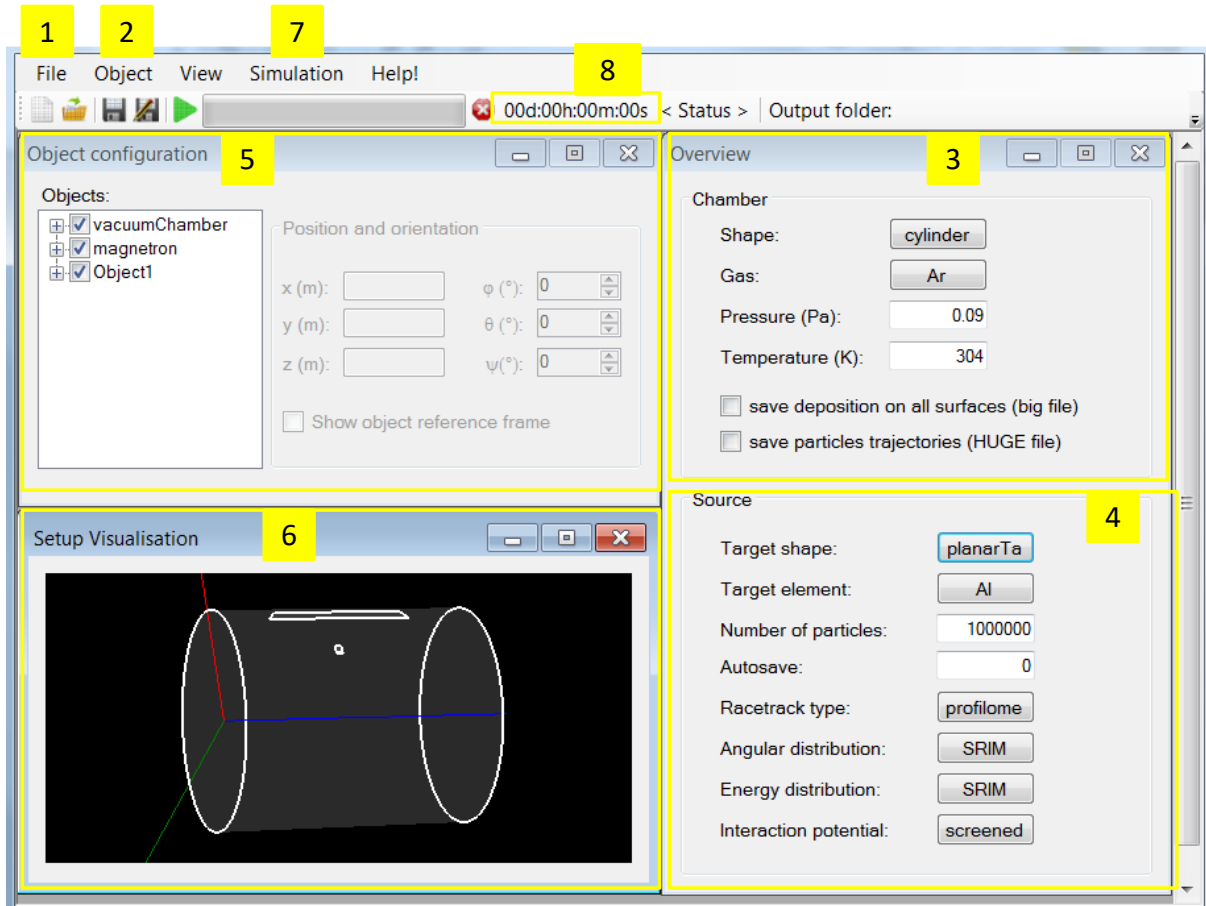 1 2 7
File Object View Simulation Help!
8
00d:00h:00m:00s < Status > Output folder:
Object configuration 5
Objects:
vacuumChamber
magnetron
Object1
Position and orientation
x (m): φ (°): 0
y (m): θ (°): 0
z (m): ψ(°): 0
Show object reference frame
Overview 3
Chamber
Shape: cylinder
Gas: Ar
Pressure (Pa): 0.09
Temperature (K): 304
save deposition on all surfaces (big file)
save particles trajectories (HUGE file)
Setup Visualisation 6
Source 4
Target shape: planarTa
Target element: Al
Number of particles: 1000000
Autosave: 0
Racetrack type: profilome
Angular distribution: SRIM
Energy distribution: SRIM
Interaction potential: screened